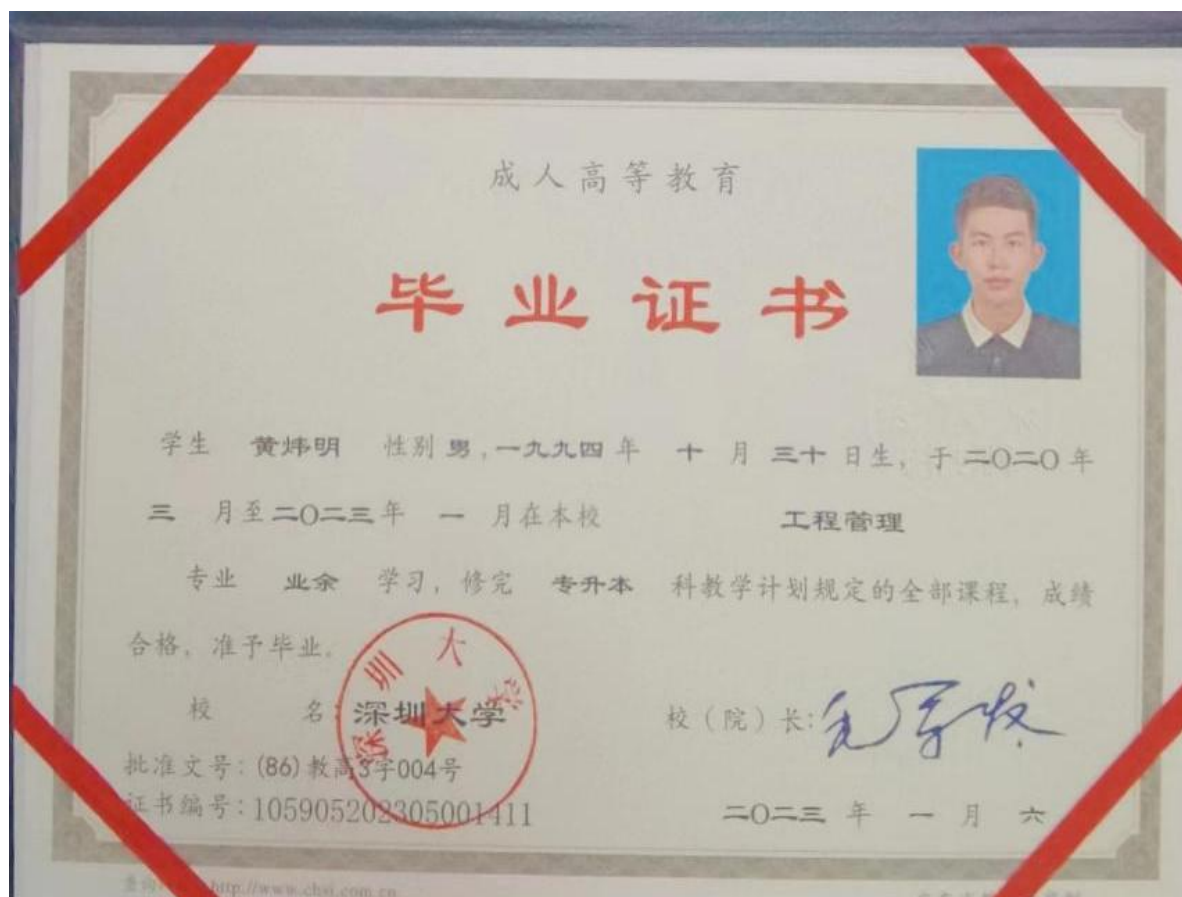 成人高等教育
毕业证书
学生 黄炜明 性别 男,一九九四年 十月三十日生,于二〇二〇年
三 月至二〇二三年 一 月在本校 工程管理
专业 业余 学习,修完 专升本 科教学计划规定的全部课程,成绩
合格,准予毕业。
深圳大学
校 名:深圳大学 校(院)长:
批准文号:(86)教高3字004号
证书编号:105905202305001411 二〇二三 年 一 月 六
http://www.chsi.com.cn